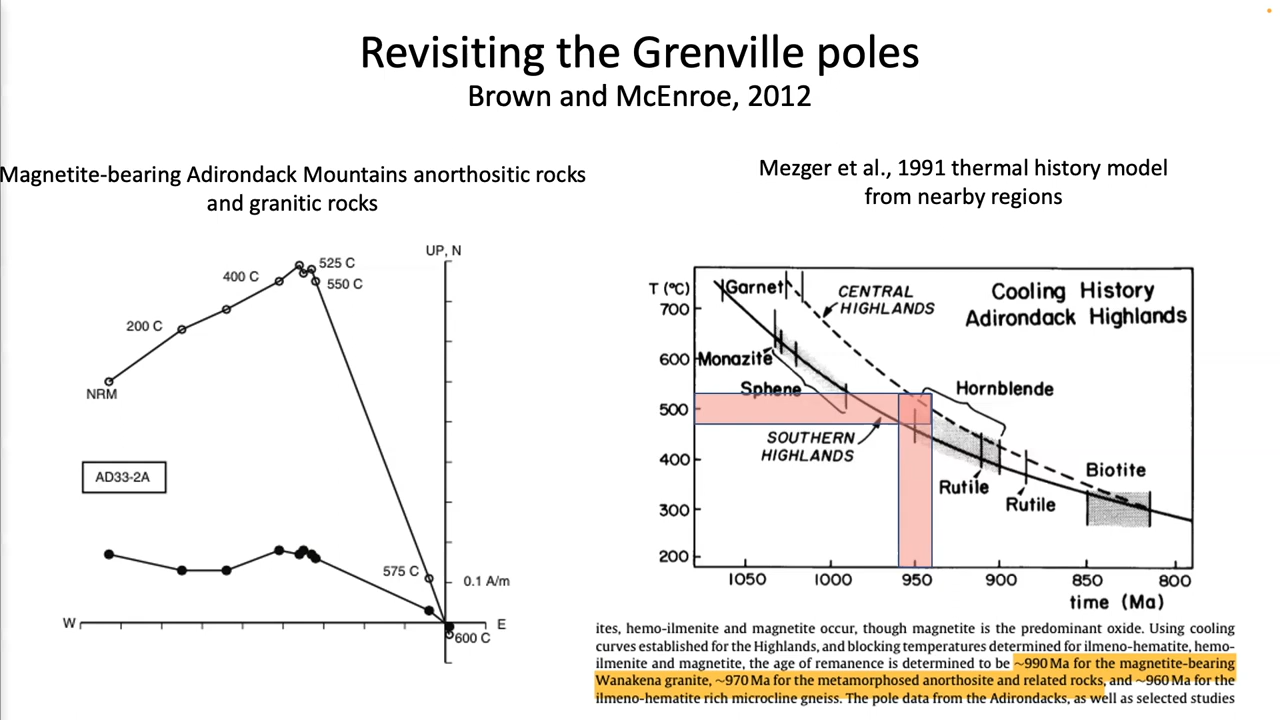 Revisiting the Grenville poles
Brown and McEnroe, 2012
Magnetite-bearing Adirondack Mountains anorthositic rocks
and granitic rocks
UP, N
525 C
400 C
550 C
200 C
NRM
AD33-2A
575 C
0.1 A/m
W
E
600 C
Mezger et al., 1991 thermal history model
from nearby regions
T (°C)
Garnet
CENTRAL
HIGHLANDS
Cooling History
Adirondack Highlands
700
600
Monazite
Sphene
Hornblende
500
SOUTHERN
HIGHLANDS
400
Biotite
Rutile
Rutile
300
200
1050
1000
950
900
850
800
time (Ma)
ites, hemo-ilmenite and magnetite occur, though magnetite is the predominant oxide. Using cooling
curves established for the Highlands, and blocking temperatures determined for ilmeno-hematite, hemo-
ilmenite and magnetite, the age of remanence is determined to be ~990 Ma for the magnetite-bearing
Wanakena granite, ~970 Ma for the metamorphosed anorthosite and related rocks, and ~960 Ma for the
ilmeno-hematite rich microcline gneiss. The pole data from the Adirondacks, as well as selected studies